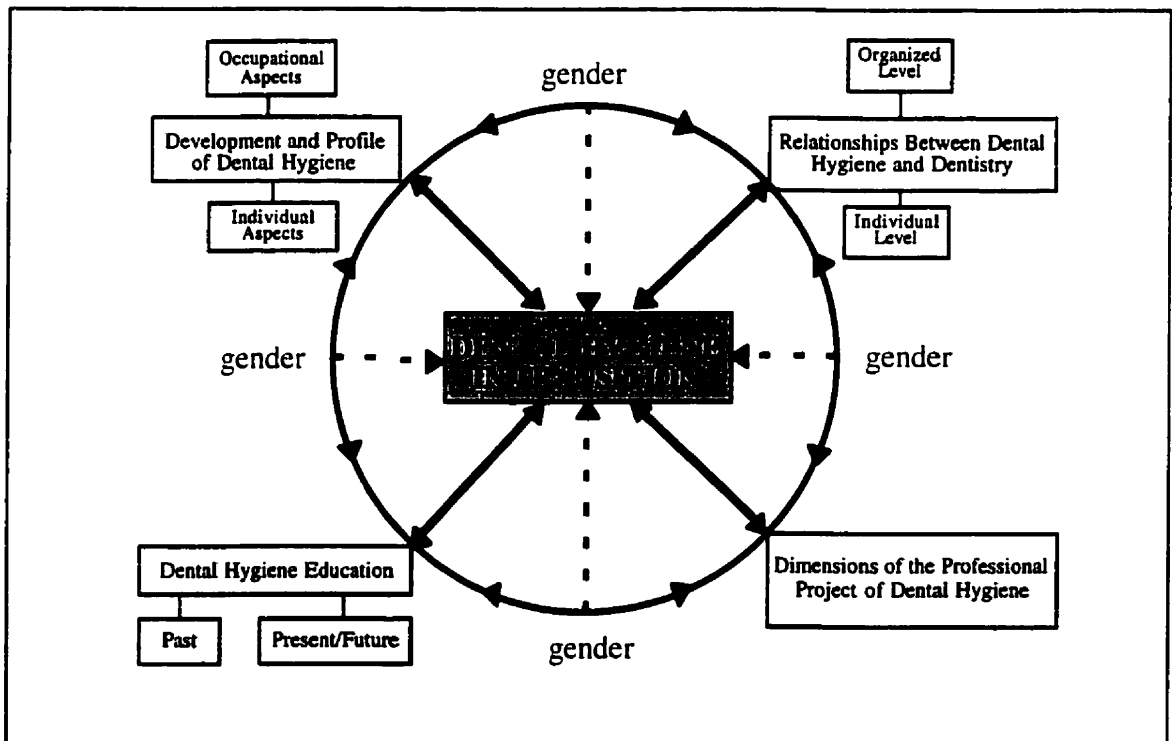 Occupational
Aspects
gender
Organized
Level
Development and Profile
of Dental Hygiene
Relationships Between Dental
Hygiene and Dentistry
Individual
Aspects
Individual
Level
gender
gender
Dental Hygiene Education
Past
Present/Future
Dimensions of the Professional
Project of Dental Hygiene
gender